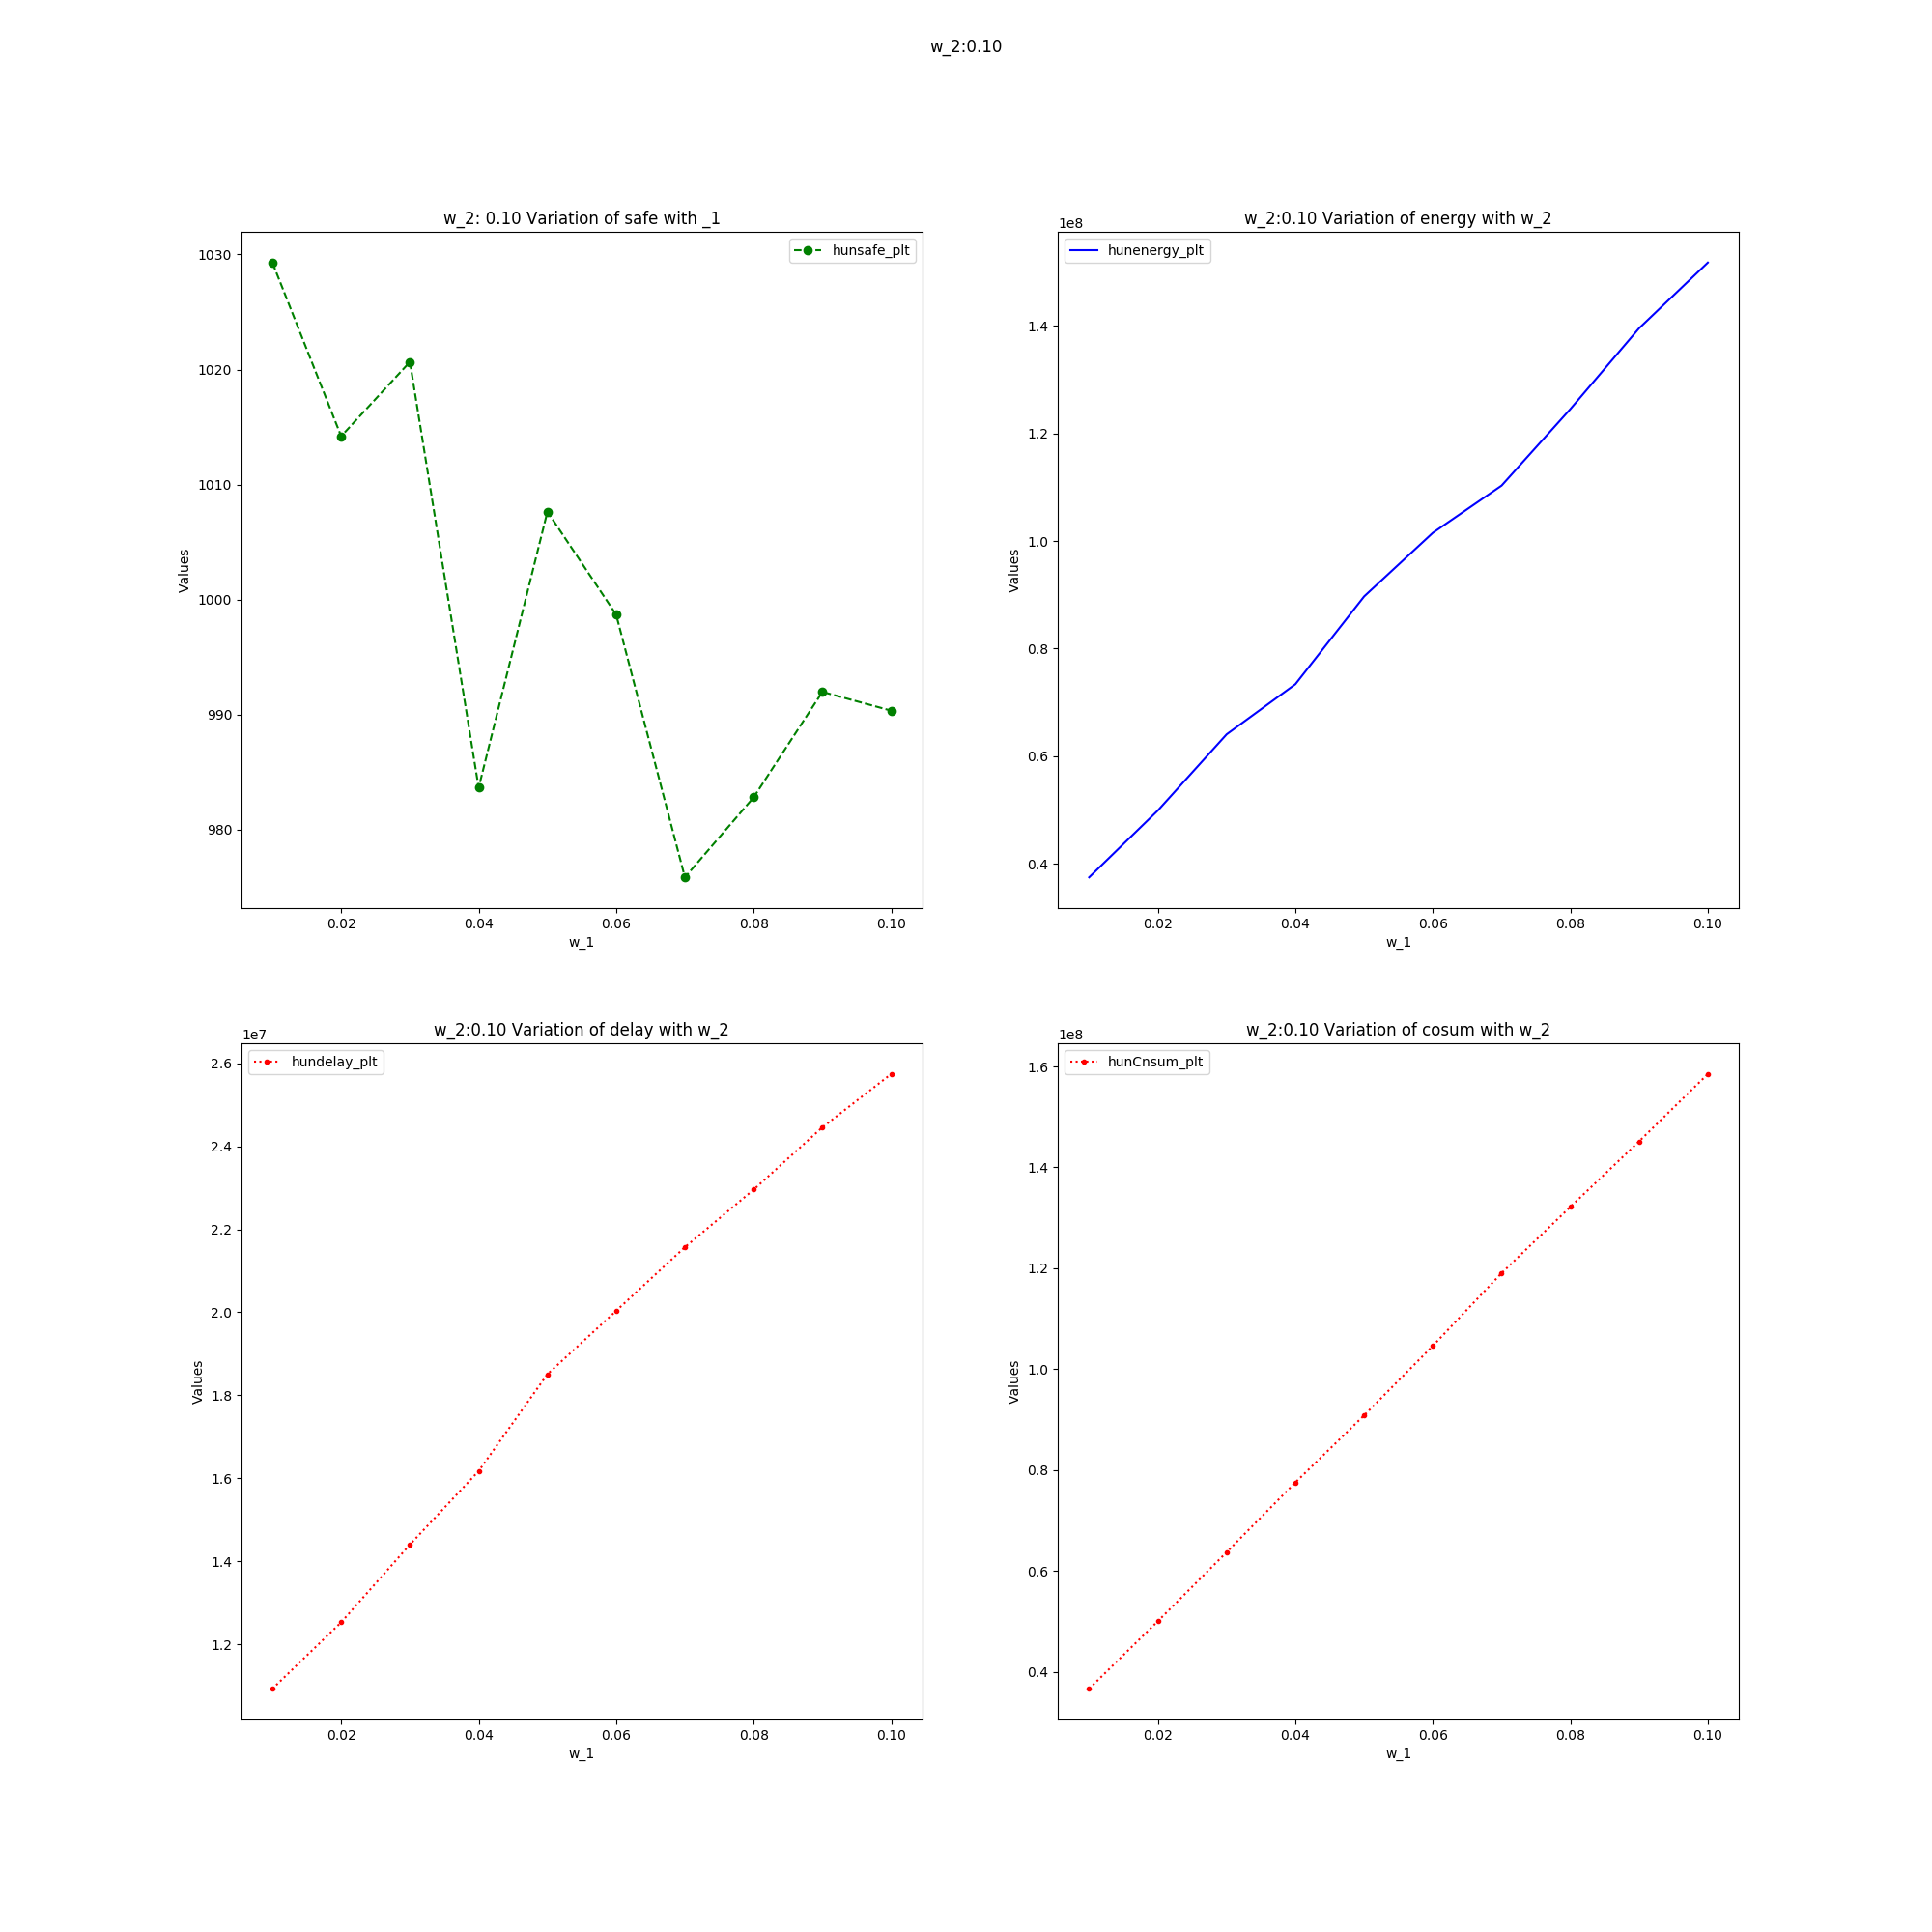 w_2:0.10
w_2: 0.10 Variation of safe with _1
hunsafe_plt
Values
1030
1020
1010
1000
990
980
0.02 0.04 0.06 0.08 0.10
w_1
w_2:0.10 Variation of energy with w_2
1e8
hunenergy_plt
Values
1.4
1.2
1.0
0.8
0.6
0.4
0.02 0.04 0.06 0.08 0.10
w_1
w_2:0.10 Variation of delay with w_2
1e7
hundelay_plt
Values
2.6
2.4
2.2
2.0
1.8
1.6
1.4
1.2
0.02 0.04 0.06 0.08 0.10
w_1
w_2:0.10 Variation of cosum with w_2
1e8
hunCnsum_plt
Values
1.6
1.4
1.2
1.0
0.8
0.6
0.4
0.02 0.04 0.06 0.08 0.10
w_1